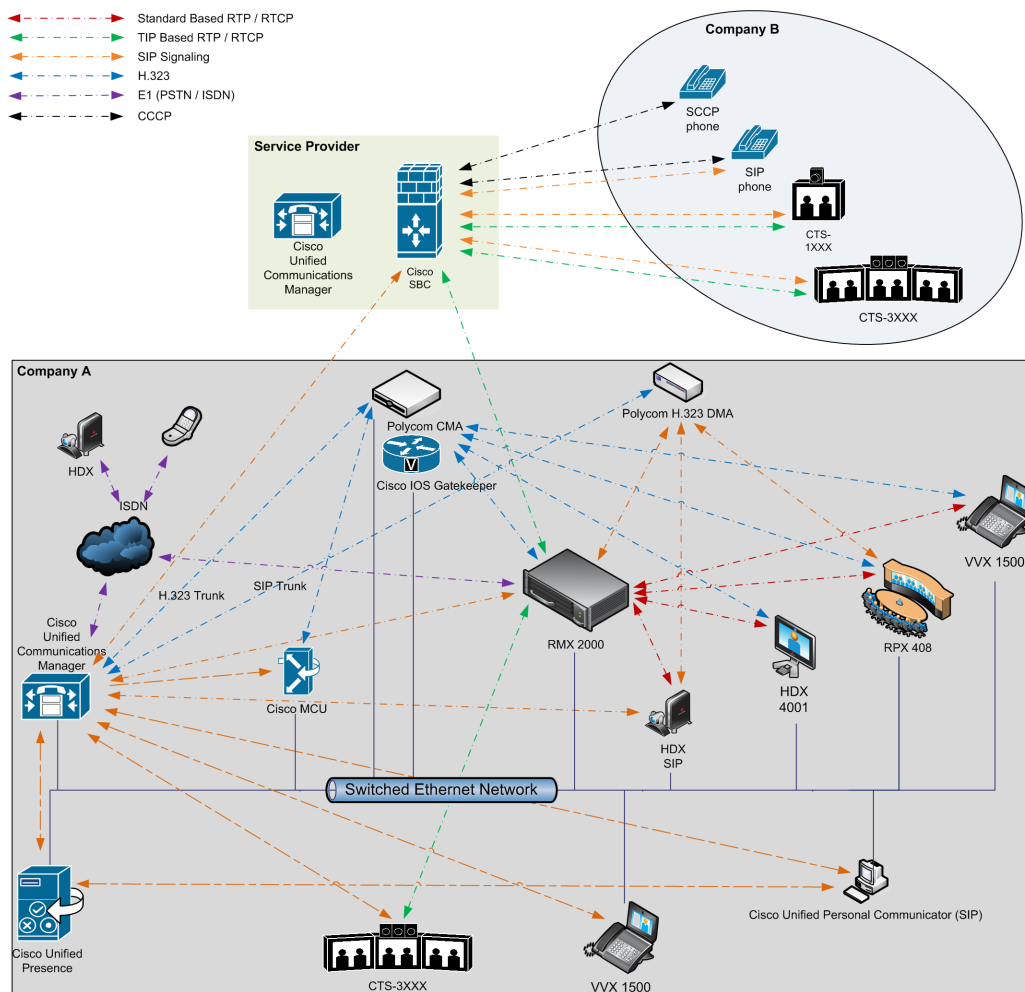 Standard Based RTP / RTCP
TIP Based RTP / RTCP
SIP Signaling
H.323
E1 (PSTN / ISDN)
CCCP
Company B
SCCP
phone
SIP
phone
CTS-
1XXX
CTS-3XXX
Service Provider
Cisco
Unified
Communications
Manager
Cisco
SBC
Company A
HDX
ISDN
Polycom CMA
Cisco IOS Gatekeeper
V
Polycom H.323 DMA
VVX 1500
H.323 Trunk
SIP Trunk
Cisco
Unified
Communications
Manager
Cisco MCU
RMX 2000
RPX 408
HDX
4001
HDX
SIP
Switched Ethernet Network
Cisco Unified
Presence
CTS-3XXX
VVX 1500
Cisco Unified Personal Communicator (SIP)